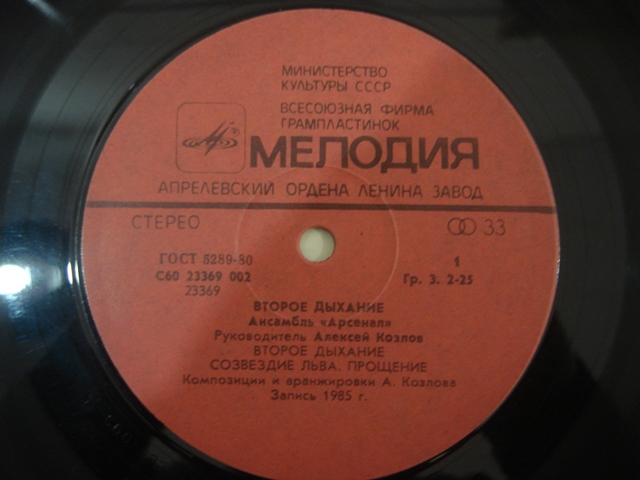 МИНИСТЕРСТВО
КУЛЬТУРЫ СССР
ВСЕСОЮЗНАЯ ФИРМА
ГРАМПЛАСТИНОК
МЕЛОДИЯ
АПРЕЛЕВСКИЙ ОРДЕНА ЛЕНИНА ЗАВОД
СТЕРЕО 33
ГОСТ 5289-80 1
С60 23369 002 Гр. 3. 2-25
23369
ВТОРОЕ ДЫХАНИЕ
Ансамбль «Арсенал»
Руководитель Алексей Козлов
ВТОРОЕ ДЫХАНИЕ
СОЗВЕЗДИЕ ЛЬВА. ПРОЩЕНИЕ
Композиции и аранжировки А. Козлова
Запись 1985 г.